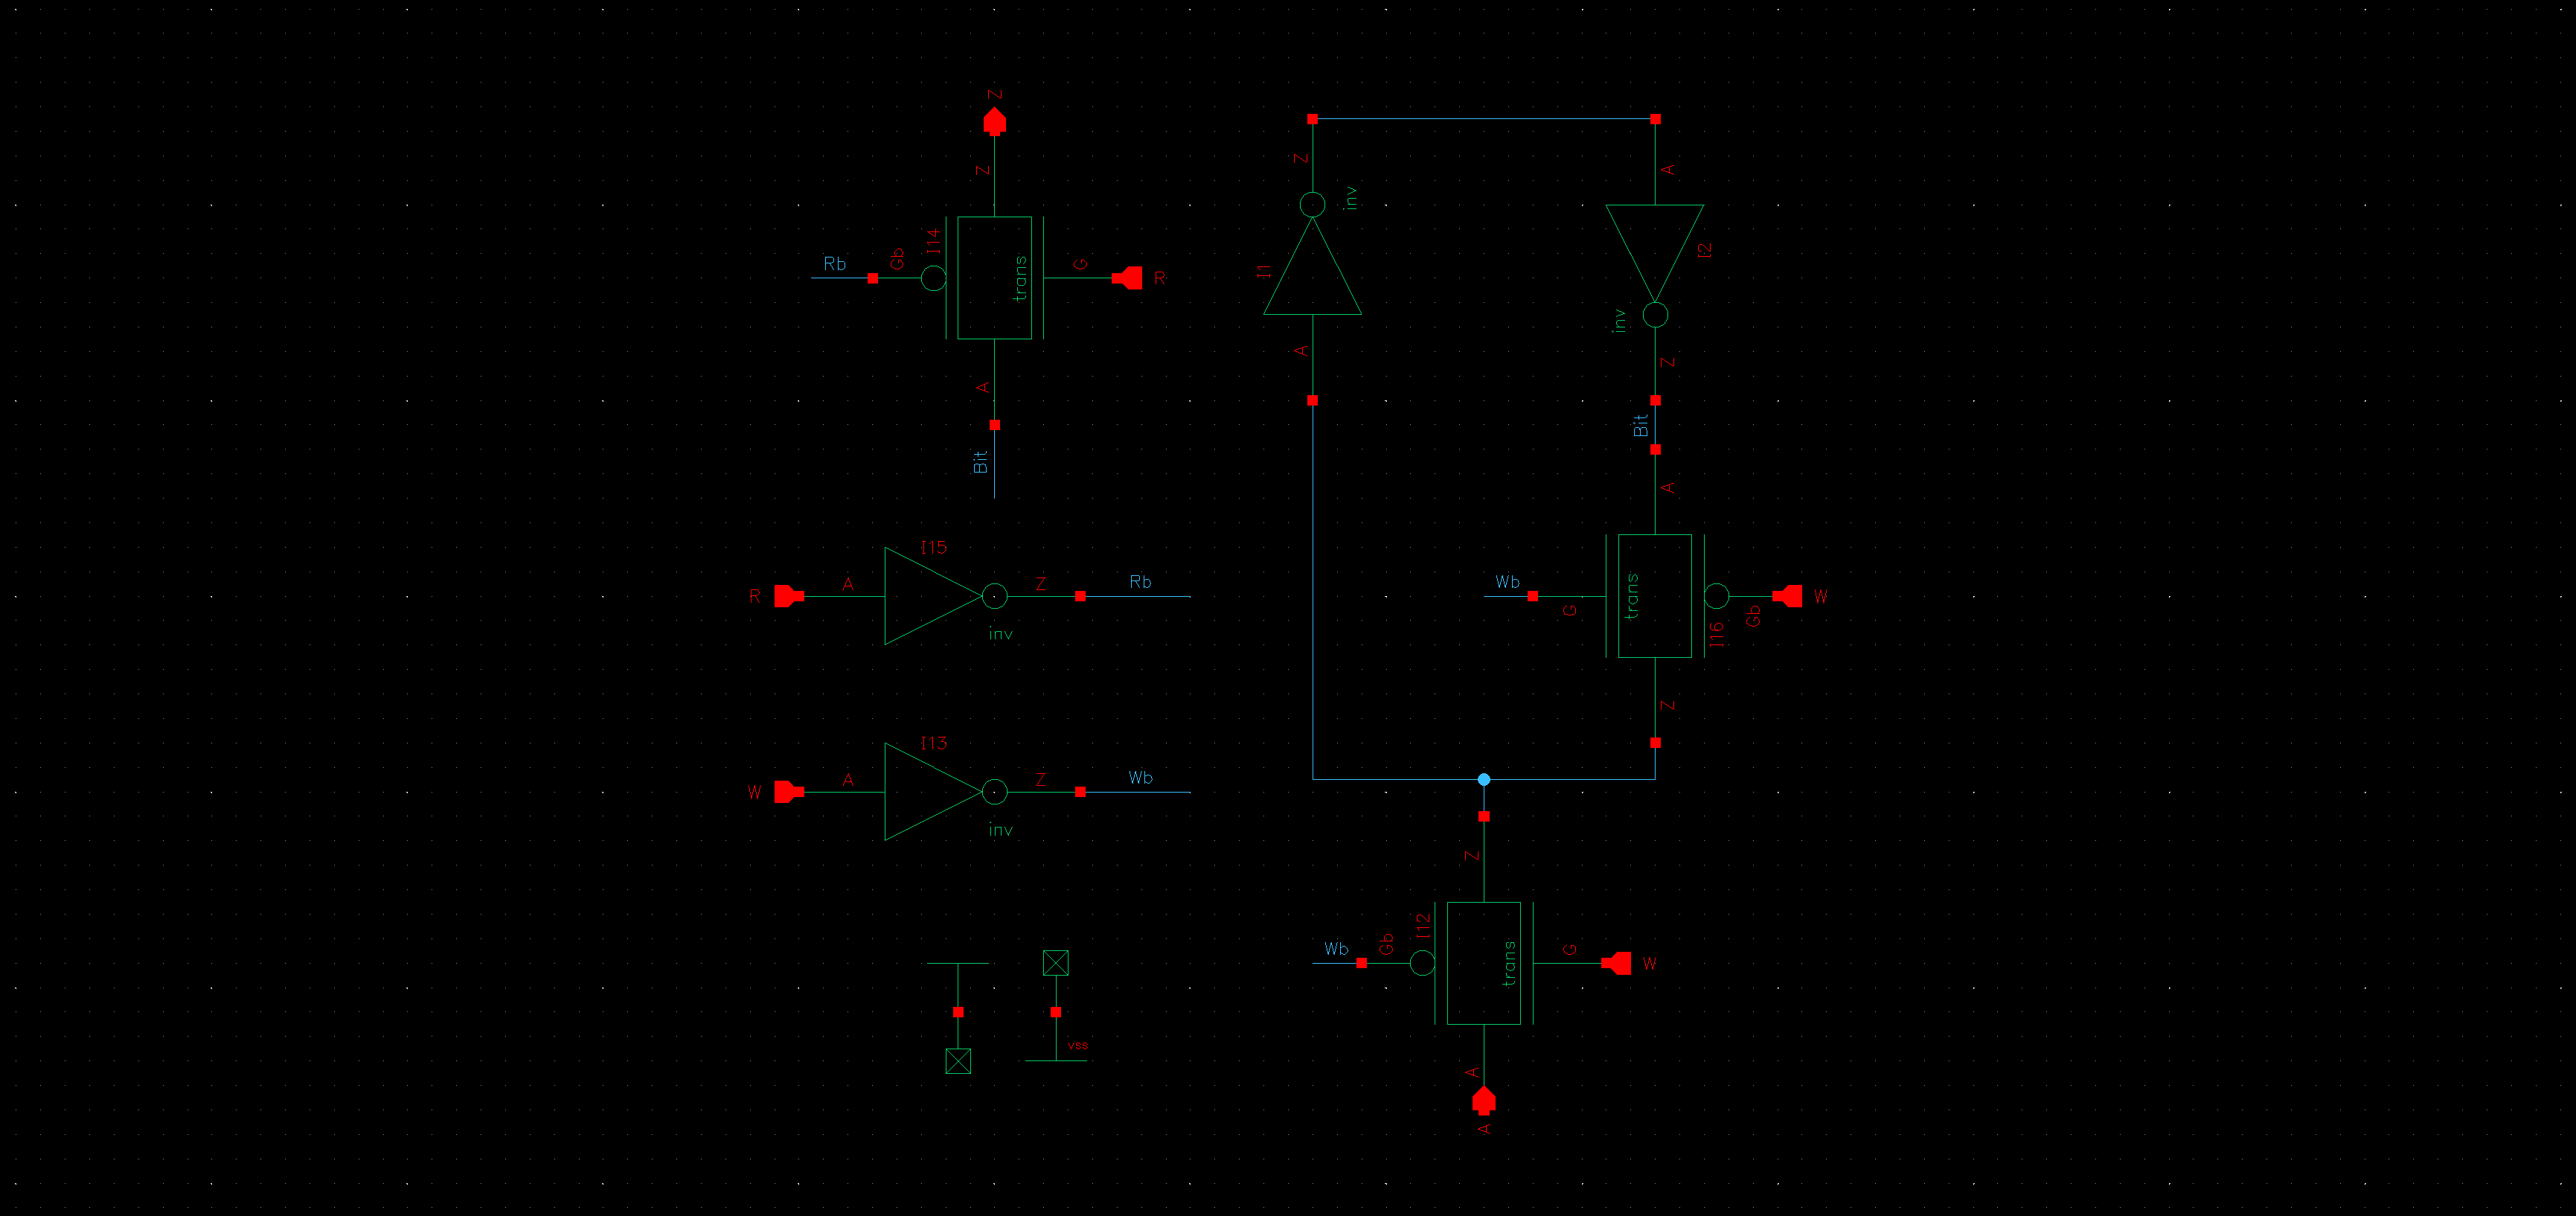 Z
Z
I14
Rb
Gb
trans
G
R
A
Bit
I15
R
A
Z
Rb
inv
I13
W
A
Z
Wb
inv
vss
Z
inv
I1
A
A
I2
inv
Z
Bit
A
Wb
G
trans
I16
Gb
W
Z
Z
I12
Wb
Gb
trans
G
W
A
A